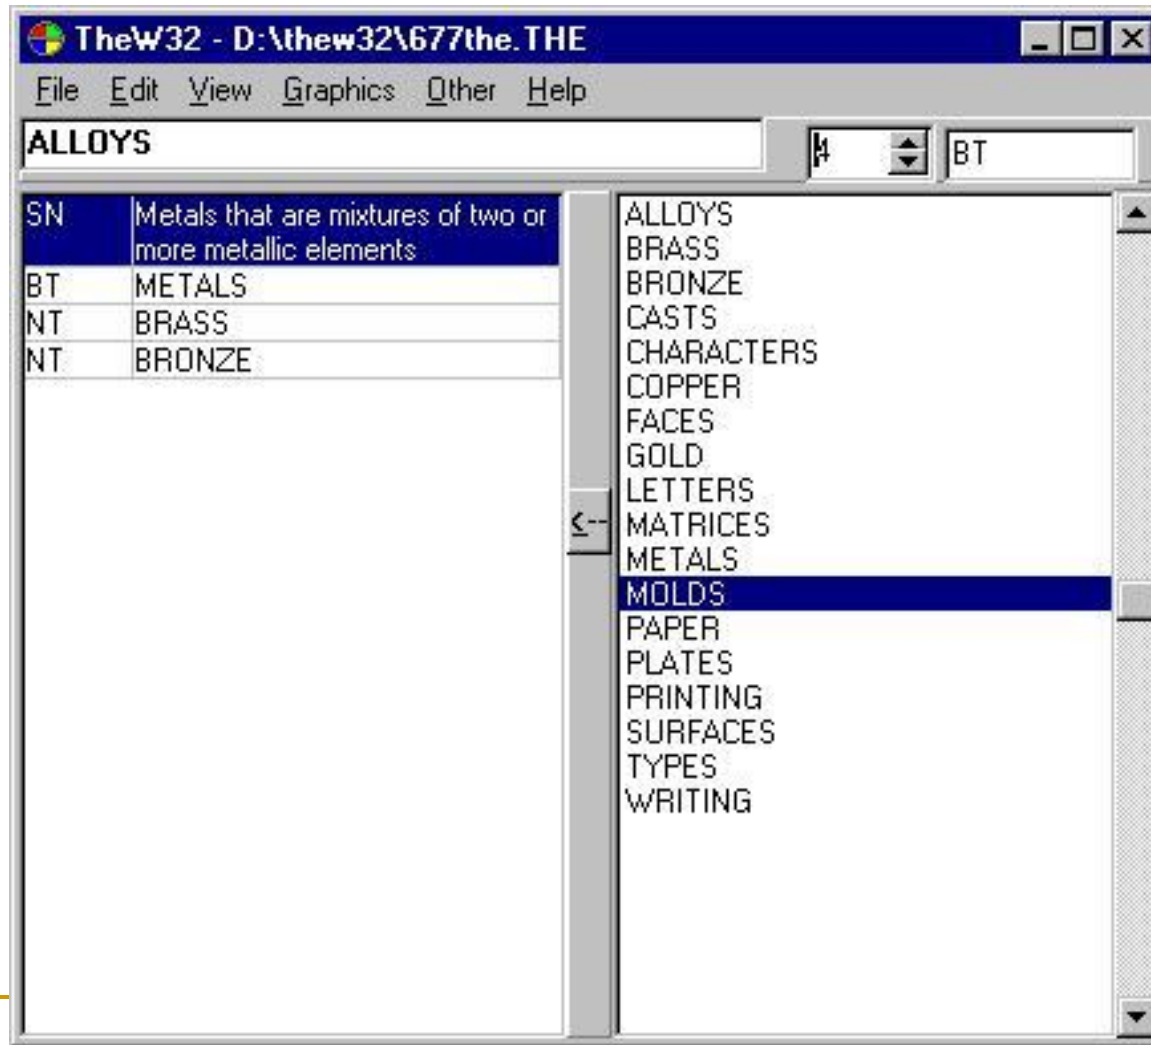 TheW32 - D:\thew32\677the.THE
File Edit View Graphics Other Help
ALLOYS
4
BT
SN Metals that are mixtures of two or
more metallic elements
BT METALS
NT BRASS
NT BRONZE
<--
ALLOYS
BRASS
BRONZE
CASTS
CHARACTERS
COPPER
FACES
GOLD
LETTERS
MATRICES
METALS
MOLDS
PAPER
PLATES
PRINTING
SURFACES
TYPES
WRITING